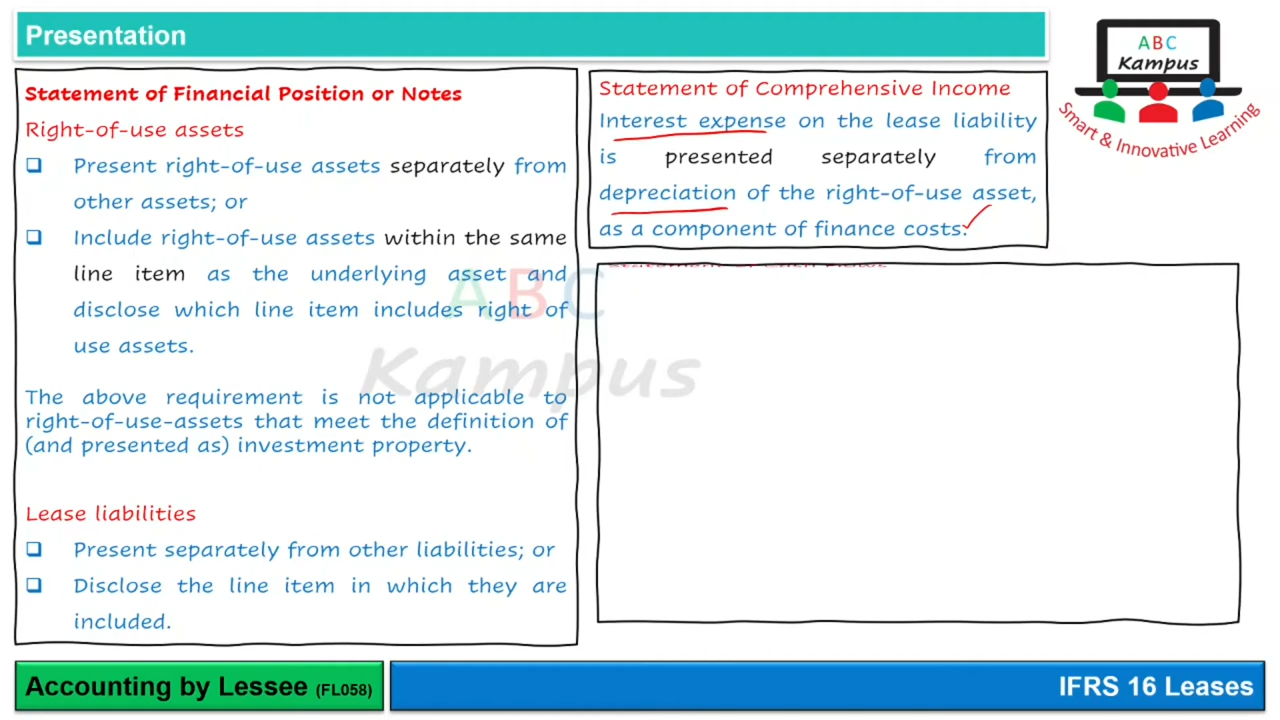 Presentation
Statement of Financial Position or Notes
Right-of-use assets
Present right-of-use assets separately from
other assets; or
Include right-of-use assets within the same
line item as the underlying asset and
disclose which line item includes right of
use assets.
The above requirement is not applicable to
right-of-use-assets that meet the definition of
(and presented as) investment property.
Lease liabilities
Present separately from other liabilities; or
Disclose the line item in which they are
included.
Statement of Comprehensive Income
Interest expense on the lease liability
is presented separately from
depreciation of the right-of-use asset,
as a component of finance costs.
ABC
Kampus
Smart & Innovative Learning
ABC
Kampus
Accounting by Lessee (FL058)
IFRS 16 Leases